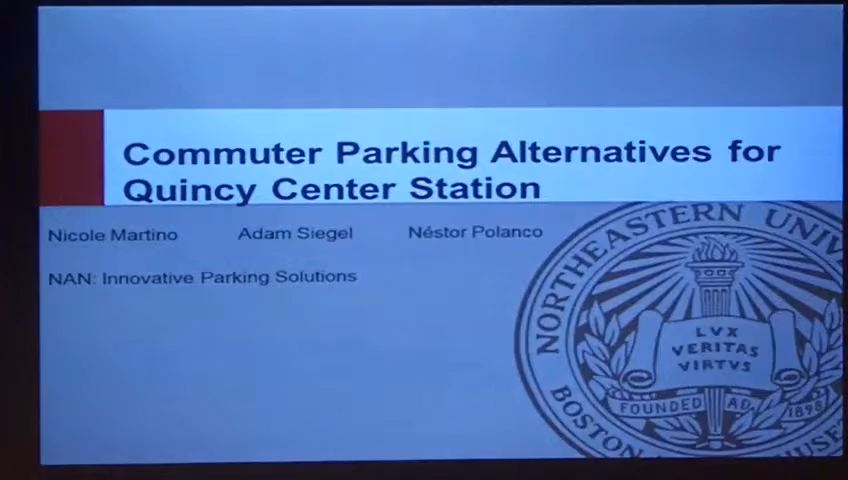 Commuter Parking Alternatives for
Quincy Center Station
Nicole Martino Adam Siegel Néstor Polanco
NAN: Innovative Parking Solutions
NORTHEASTERN UNIV
LVX
VERITAS
VIRTVS
FOUNDED AD 1898
BOSTON